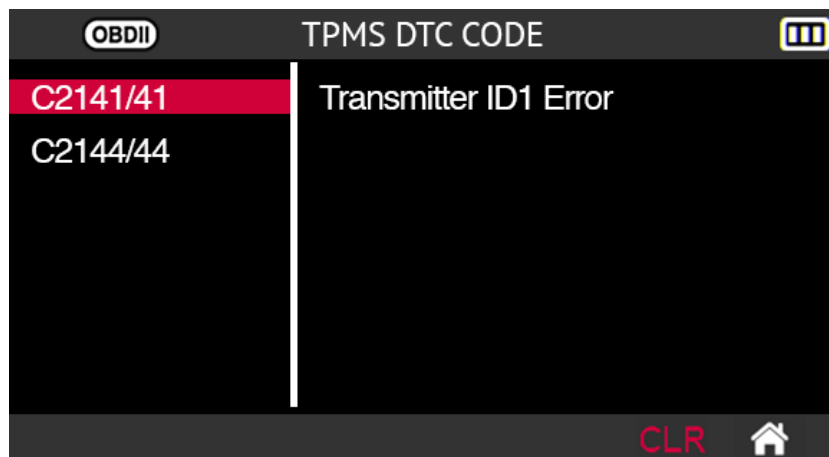 OBDII TPMS DTC CODE
C2141/41
C2144/44
Transmitter ID1 Error
CLR